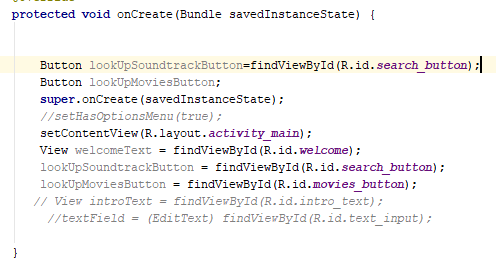 protected void onCreate(Bundle savedInstanceState) {
Button lookUpSoundtrackButton=findViewById(R.id.search_button);
Button lookUpMoviesButton;
super.onCreate(savedInstanceState);
//setHasOptionsMenu(true);
setContentView(R.layout.activity_main);
View welcomeText = findViewById(R.id.welcome);
lookUpSoundtrackButton = findViewById(R.id.search_button);
lookUpMoviesButton = findViewById(R.id.movies_button);
// View introText = findViewById(R.id.intro_text);
//textField = (EditText) findViewById(R.id.text_input);
}